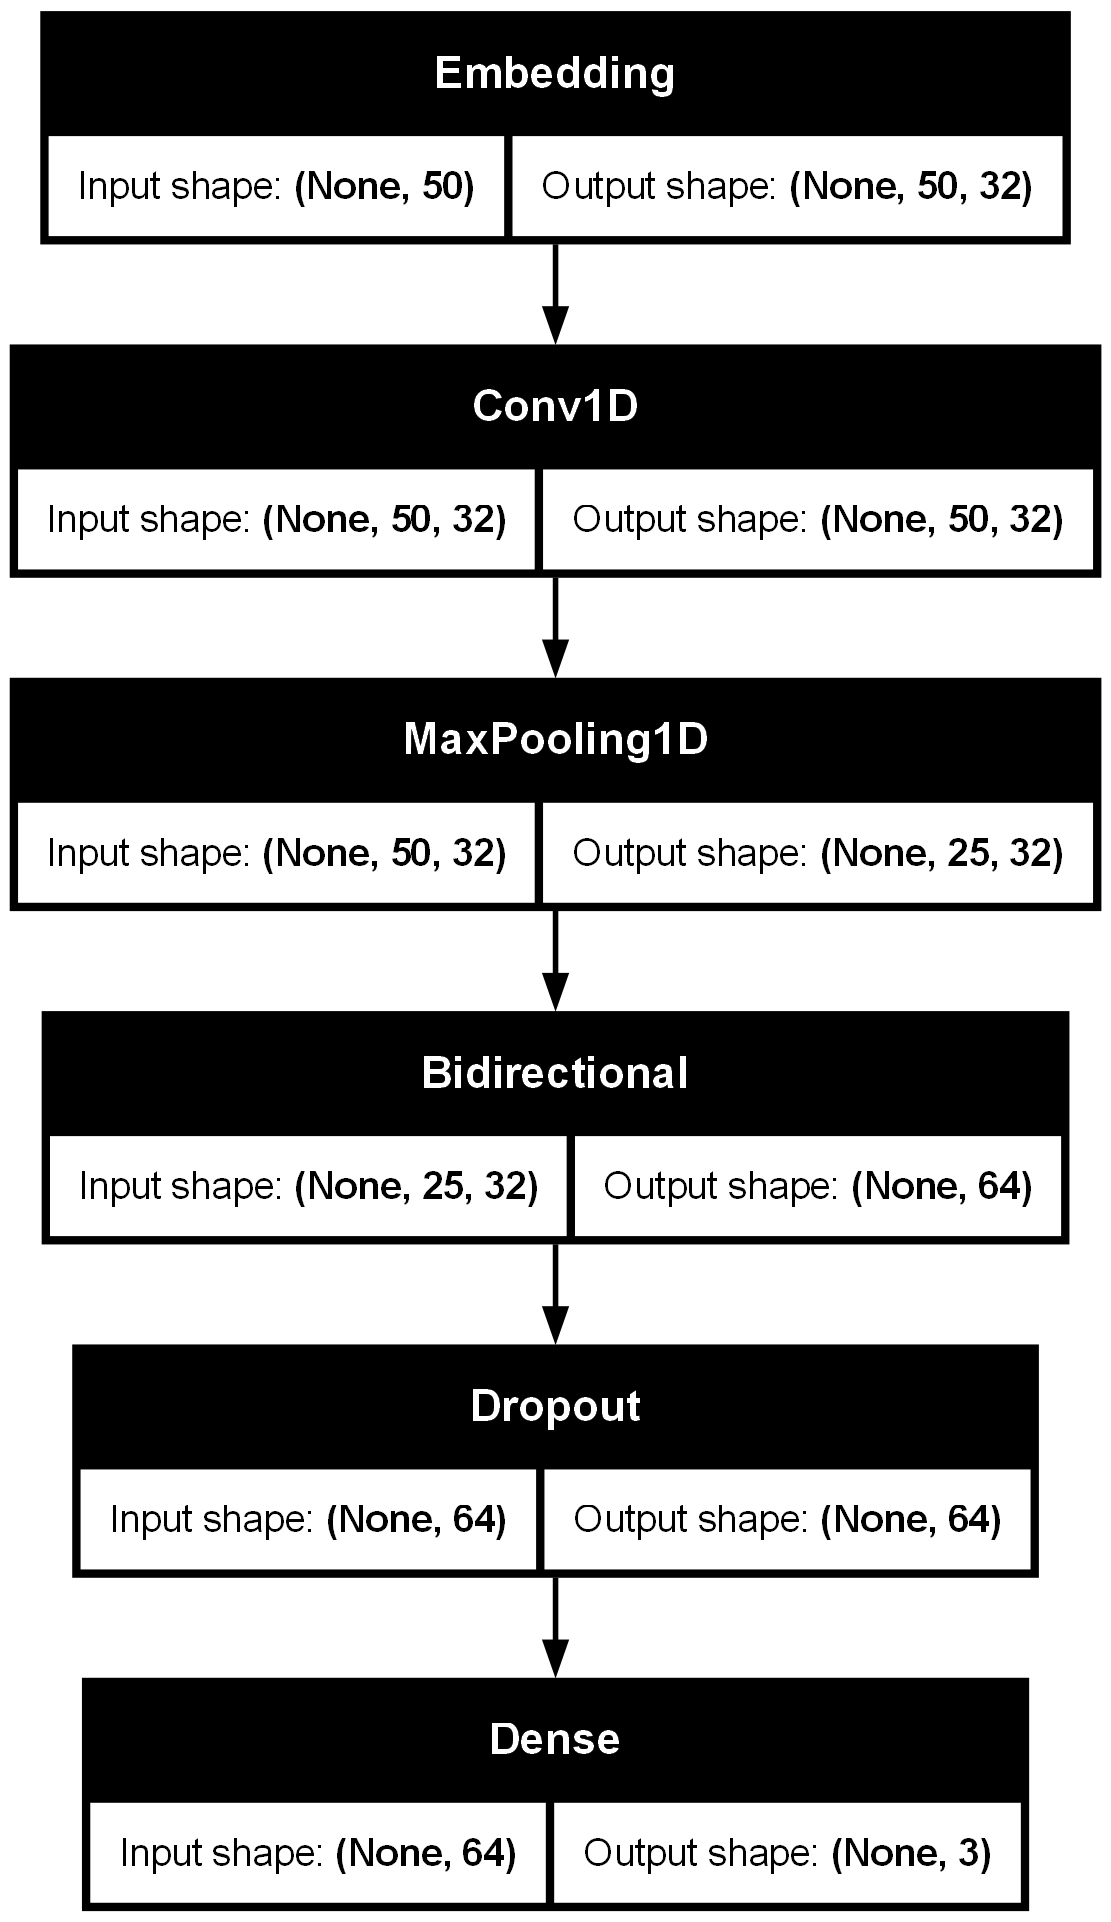 Embedding
Input shape: (None, 50) Output shape: (None, 50, 32)
Conv1D
Input shape: (None, 50, 32) Output shape: (None, 50, 32)
MaxPooling1D
Input shape: (None, 50, 32) Output shape: (None, 25, 32)
Bidirectional
Input shape: (None, 25, 32) Output shape: (None, 64)
Dropout
Input shape: (None, 64) Output shape: (None, 64)
Dense
Input shape: (None, 64) Output shape: (None, 3)